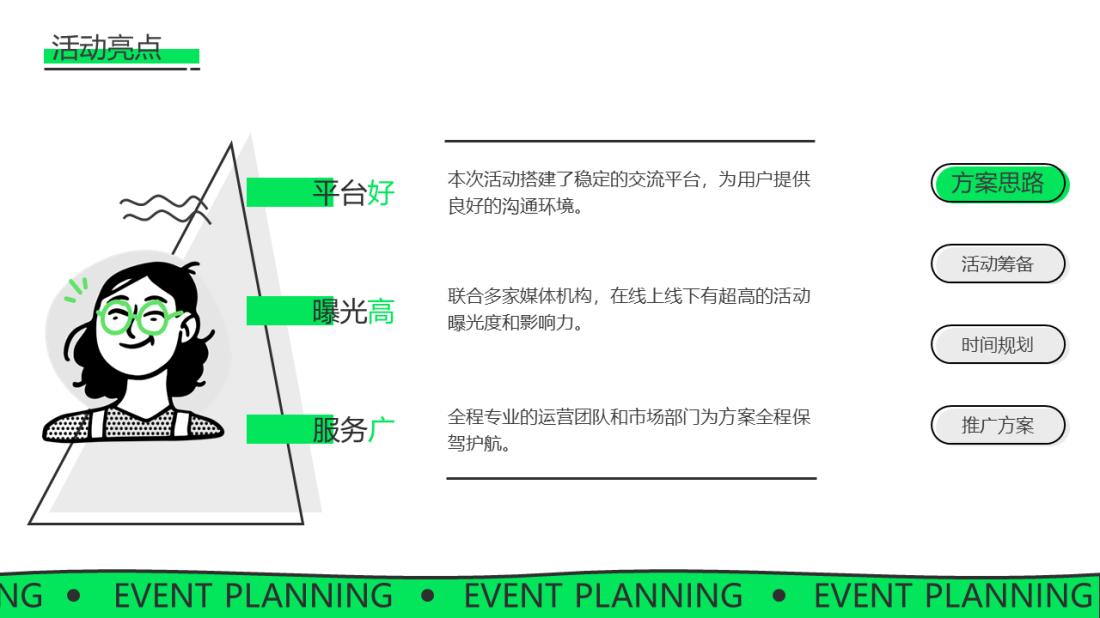 活动亮点
平台好
本次活动搭建了稳定的交流平台，为用户提供
良好的沟通环境。
曝光高
联合多家媒体机构，在线上线下有超高的活动
曝光度和影响力。
服务广
全程专业的运营团队和市场部门为方案全程保
驾护航。
方案思路
活动筹备
时间规划
推广方案
NG • EVENT PLANNING • EVENT PLANNING • EVENT PLANNING